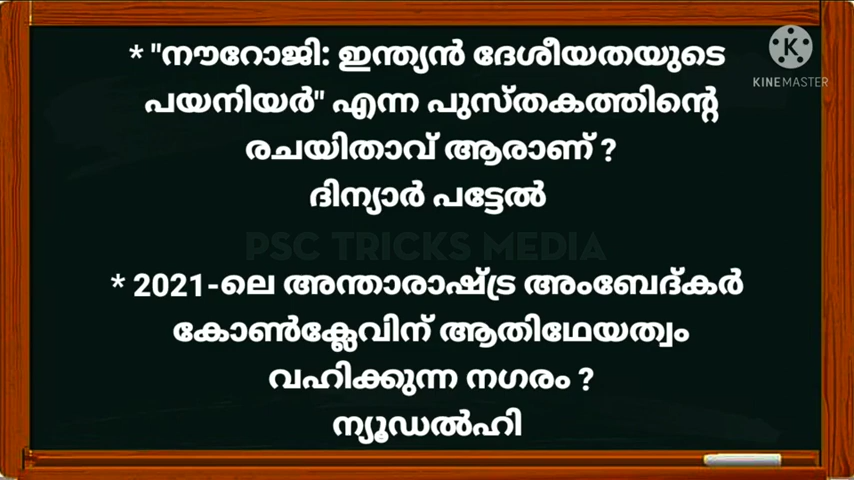 * "നൗറോജി: ഇന്ത്യൻ ദേശീയതയുടെ
പയനിയർ" എന്ന പുസ്തകത്തിന്റെ
രചയിതാവ് ആരാണ് ?
ദിന്യാർ പട്ടേൽ
* 2021-ലെ അന്താരാഷ്ട്ര അംബേദ്കർ
കോൺക്ലേവിന് ആതിഥേയത്വം
വഹിക്കുന്ന നഗരം ?
ന്യൂഡൽഹി
PSC TRICKS MEDIA
K
KINEMASTER